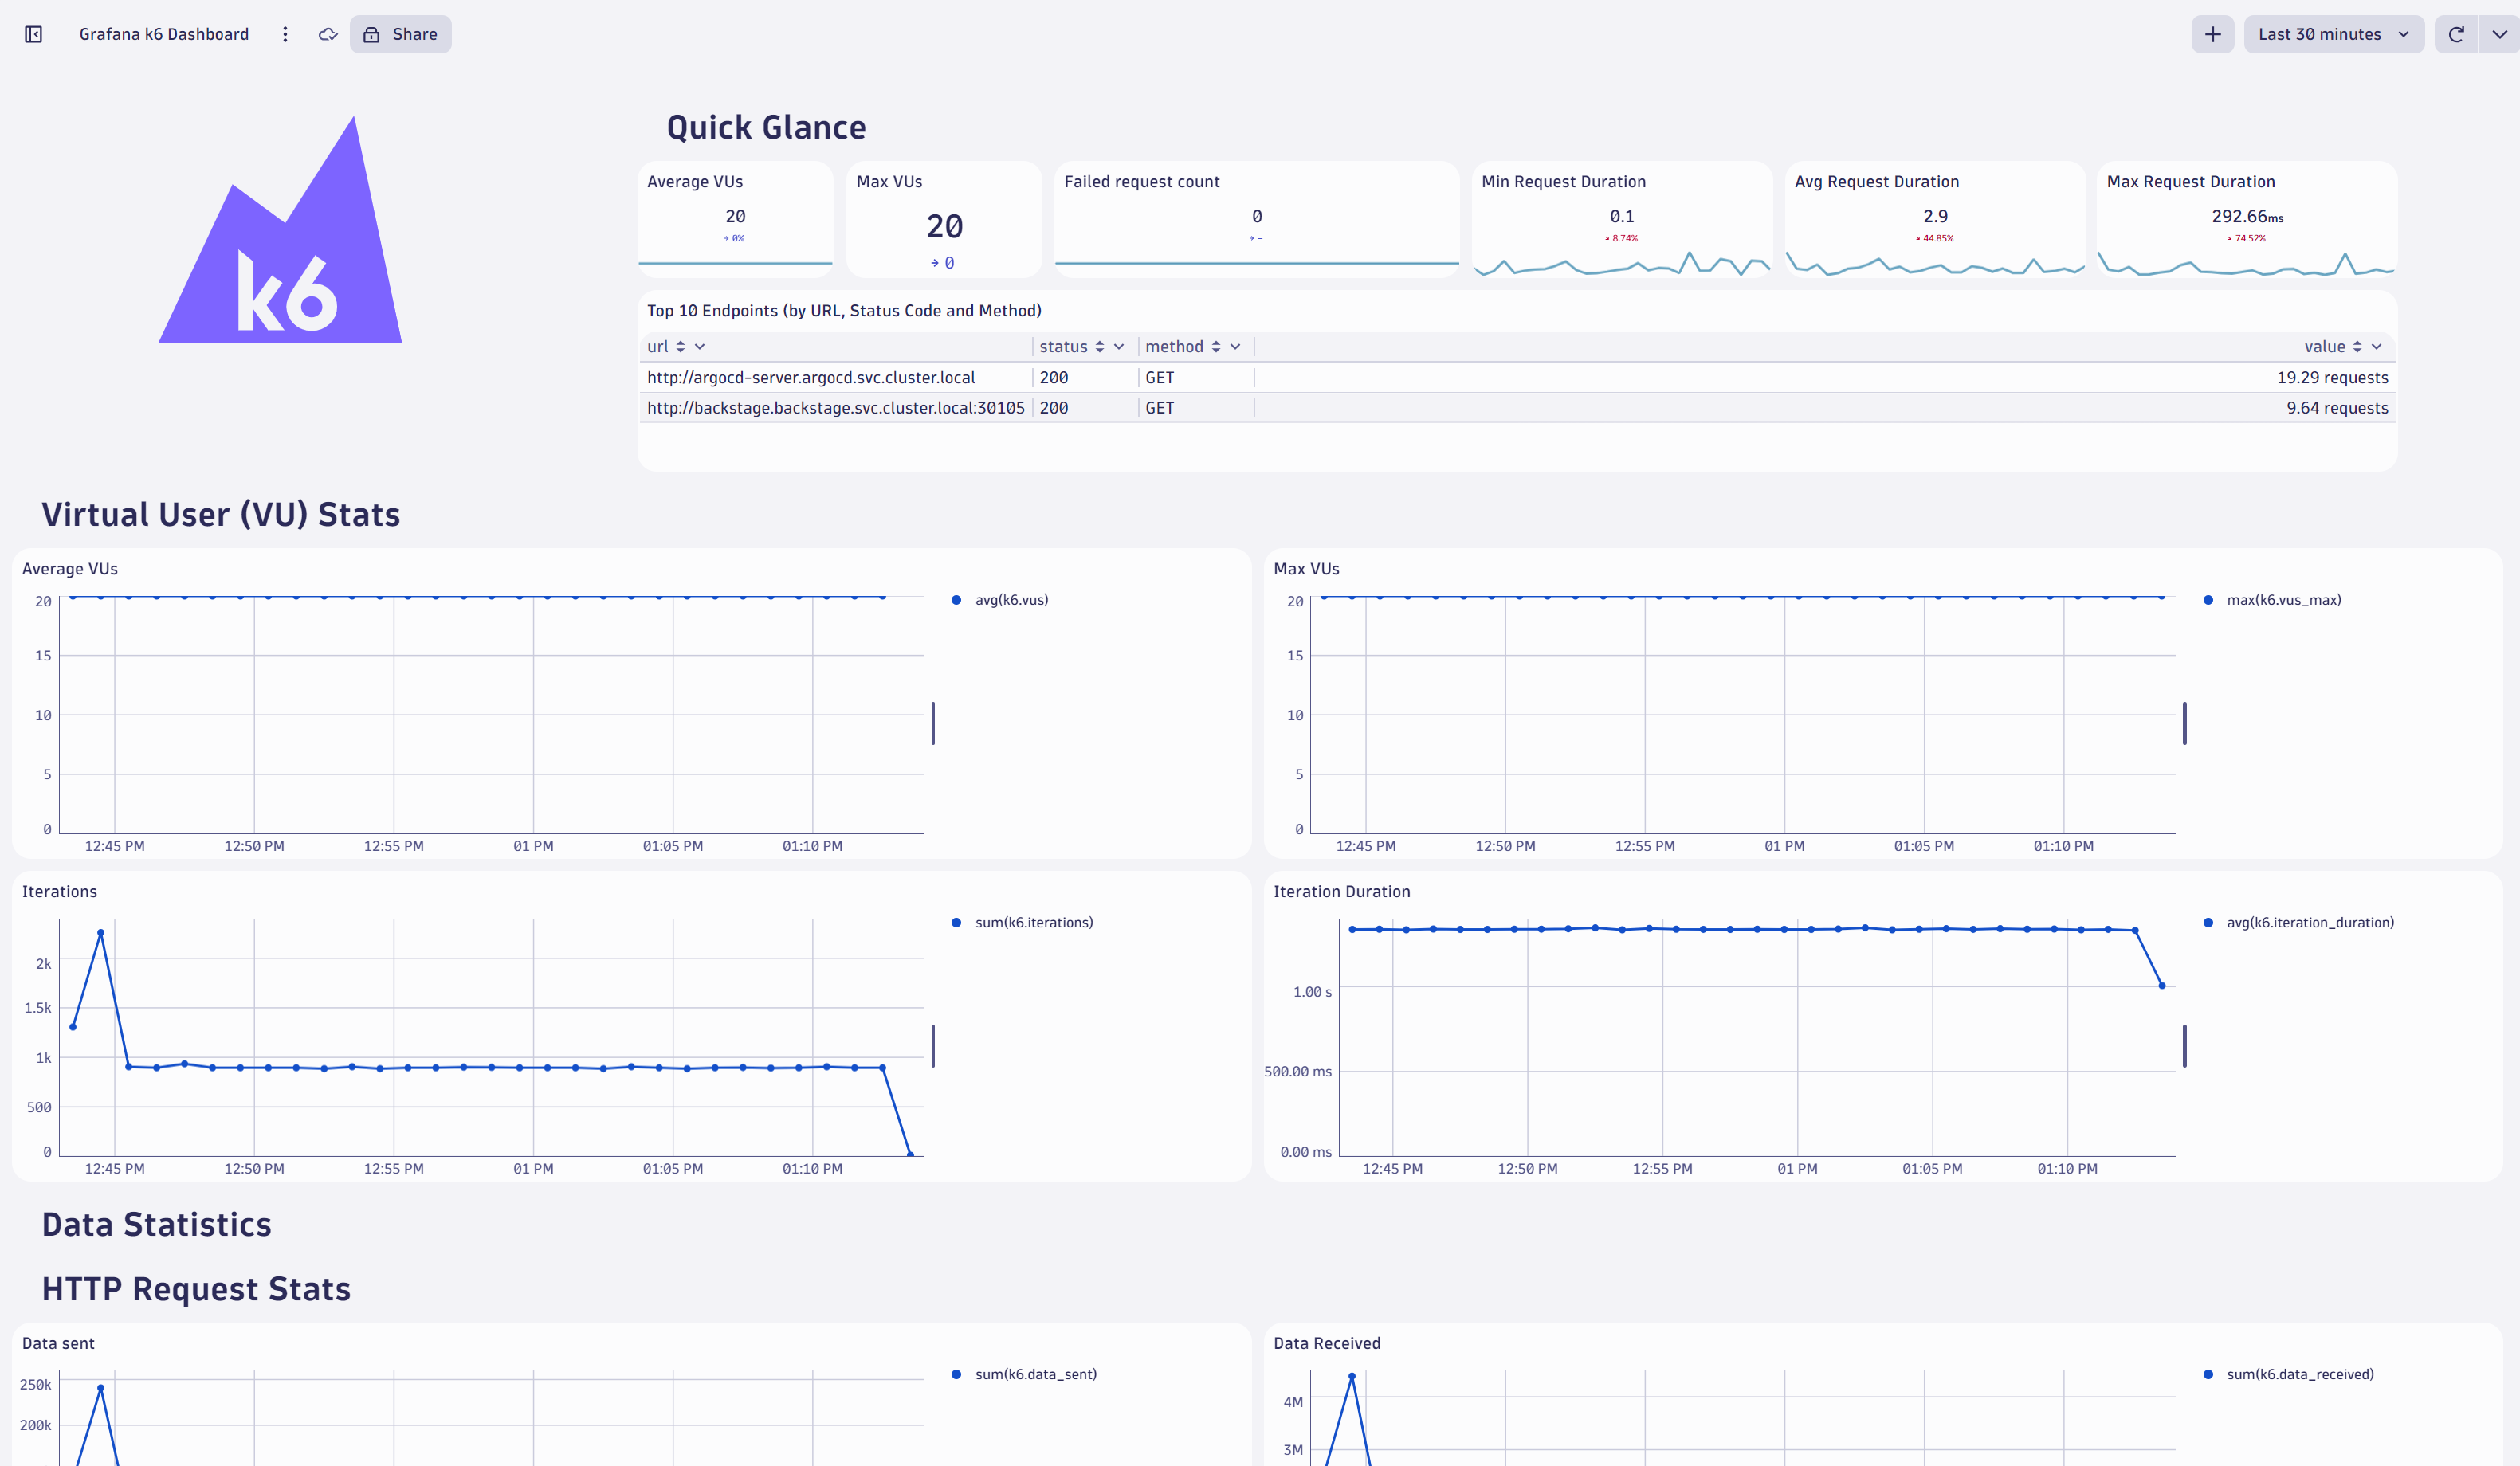 Grafana k6 Dashboard
Share
Last 30 minutes
k6
Quick Glance
Average VUs
20
→ 0%
Max VUs
20
→ 0
Failed request count
0
→ –
Min Request Duration
0.1
↘ 8.74%
Avg Request Duration
2.9
↘ 44.85%
Max Request Duration
292.66ms
↘ 74.52%
Top 10 Endpoints (by URL, Status Code and Method)
url status method value
http://argocd-server.argocd.svc.cluster.local 200 GET 19.29 requests
http://backstage.backstage.svc.cluster.local:30105 200 GET 9.64 requests
Virtual User (VU) Stats
Average VUs
20
15
10
5
0
12:45 PM 12:50 PM 12:55 PM 01 PM 01:05 PM 01:10 PM
avg(k6.vus)
Max VUs
20
15
10
5
0
12:45 PM 12:50 PM 12:55 PM 01 PM 01:05 PM 01:10 PM
max(k6.vus_max)
Iterations
2k
1.5k
1k
500
0
12:45 PM 12:50 PM 12:55 PM 01 PM 01:05 PM 01:10 PM
sum(k6.iterations)
Iteration Duration
1.00 s
500.00 ms
0.00 ms
12:45 PM 12:50 PM 12:55 PM 01 PM 01:05 PM 01:10 PM
avg(k6.iteration_duration)
Data Statistics
HTTP Request Stats
Data sent
250k
200k
sum(k6.data_sent)
Data Received
4M
3M
sum(k6.data_received)